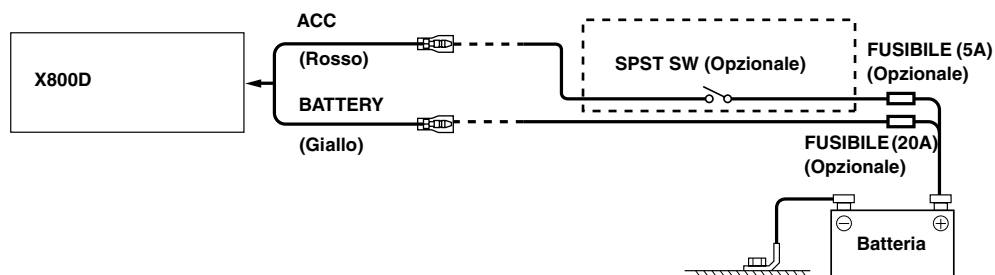 ACC
(Rosso)
X800D
BATTERY
(Giallo)
SPST SW (Opzionale)
FUSIBILE (5A)
(Opzionale)
FUSIBILE (20A)
(Opzionale)
Batteria